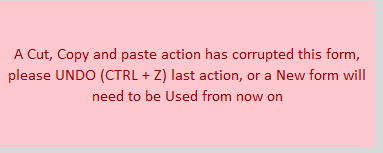 A Cut, Copy and paste action has corrupted this form,
please UNDO (CTRL + Z) last action, or a New form will
need to be Used from now on